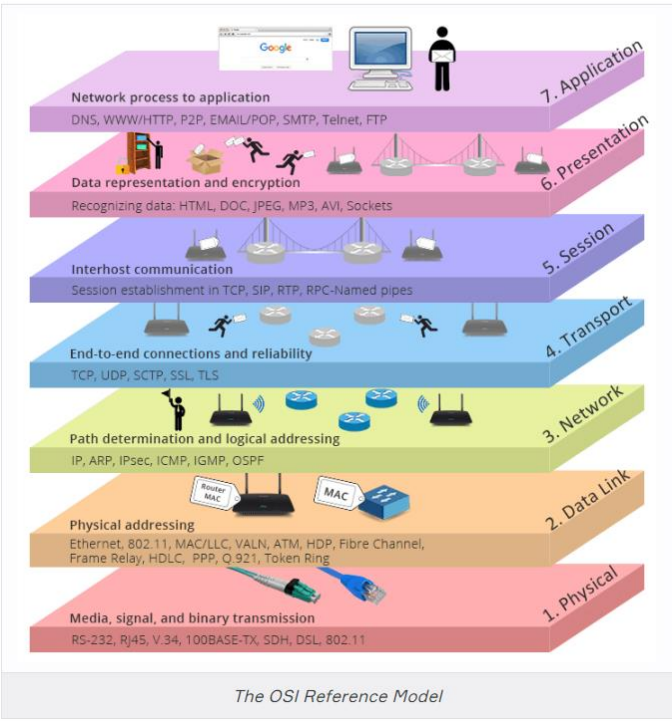 Google
7. Application
Network process to application
DNS, WWW/HTTP, P2P, EMAIL/POP, SMTP, Telnet, FTP
6. Presentation
Data representation and encryption
Recognizing data: HTML, DOC, JPEG, MP3, AVI, Sockets
5. Session
Interhost communication
Session establishment in TCP, SIP, RTP, RPC-Named pipes
4. Transport
End-to-end connections and reliability
TCP, UDP, SCTP, SSL, TLS
3. Network
Path determination and logical addressing
IP, ARP, IPsec, ICMP, IGMP, OSPF
Router
MAC
MAC
2. Data Link
Physical addressing
Ethernet, 802.11, MAC/LLC, VALN, ATM, HDP, Fibre Channel,
Frame Relay, HDLC, PPP, Q.921, Token Ring
1. Physical
Media, signal, and binary transmission
RS-232, RJ45, V.34, 100BASE-TX, SDH, DSL, 802.11
The OSI Reference Model